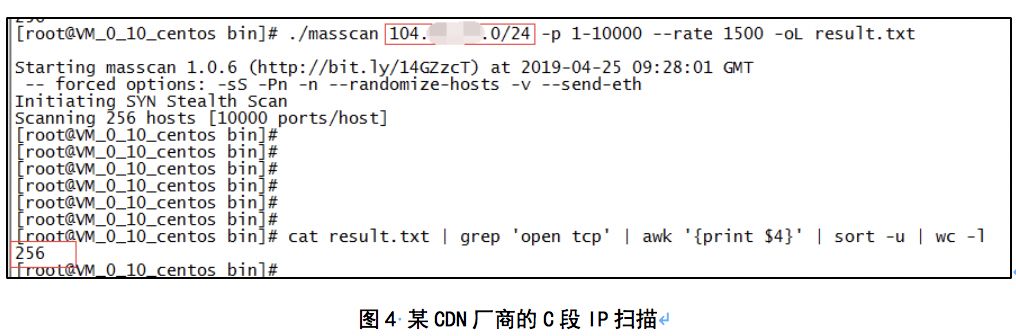 [root@VM_0_10_centos bin]# ./masscan 104. .0/24 -p 1-10000 --rate 1500 -oL result.txt
Starting masscan 1.0.6 (http://bit.ly/14GZzcT) at 2019-04-25 09:28:01 GMT
-- forced options: -sS -Pn -n --randomize-hosts -v --send-eth
Initiating SYN Stealth Scan
Scanning 256 hosts [10000 ports/host]
[root@VM_0_10_centos bin]#
[root@VM_0_10_centos bin]#
[root@VM_0_10_centos bin]#
[root@VM_0_10_centos bin]#
[root@VM_0_10_centos bin]#
[root@VM_0_10_centos bin]#
[root@VM_0_10_centos bin]# cat result.txt | grep 'open tcp' | awk '{print $4}' | sort -u | wc -l
256
[root@VM_0_10_centos bin]#
图 4 某 CDN 厂商的 C 段 IP 扫描